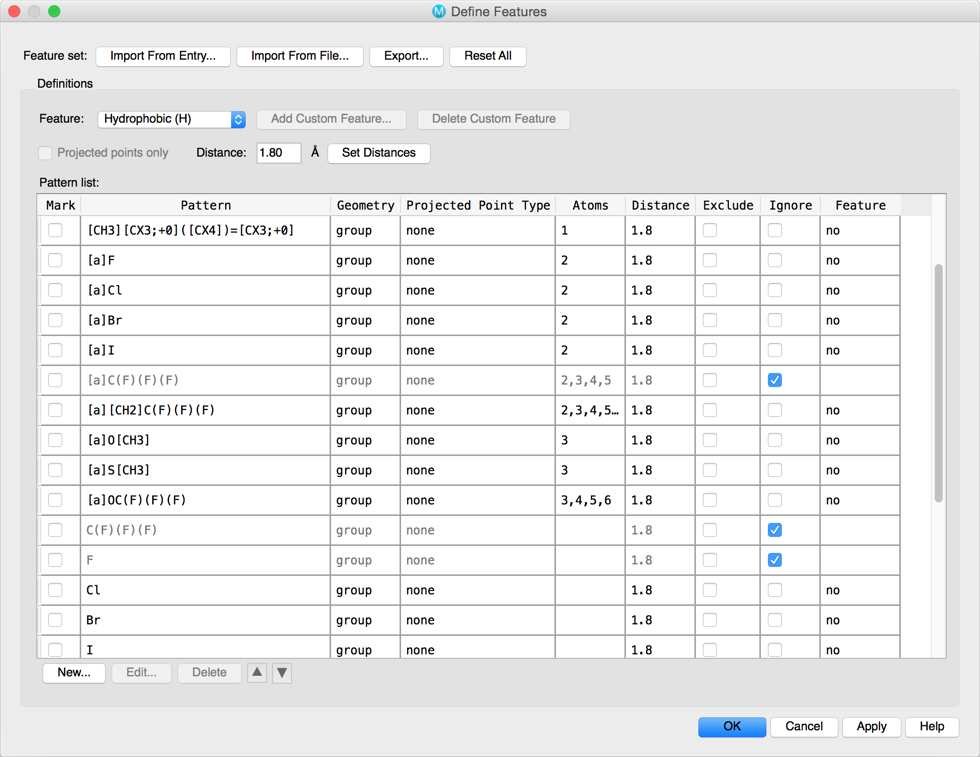 M Define Features
Feature set: Import From Entry... Import From File... Export... Reset All
Definitions
Feature: Hydrophobic (H) Add Custom Feature... Delete Custom Feature
Projected points only Distance: 1.80 Å Set Distances
Pattern list:
Mark Pattern Geometry Projected Point Type Atoms Distance Exclude Ignore Feature
[CH3][CX3;+0]([CX4])=[CX3;+0] group none 1 1.8 no
[a]F group none 2 1.8 no
[a]Cl group none 2 1.8 no
[a]Br group none 2 1.8 no
[a]I group none 2 1.8 no
[a]C(F)(F)(F) group none 2,3,4,5 1.8
[a][CH2]C(F)(F)(F) group none 2,3,4,5… 1.8 no
[a]O[CH3] group none 3 1.8 no
[a]S[CH3] group none 3 1.8 no
[a]OC(F)(F)(F) group none 3,4,5,6 1.8 no
C(F)(F)(F) group none 1.8
F group none 1.8
Cl group none 1.8 no
Br group none 1.8 no
I group none 1.8 no
New... Edit... Delete
OK Cancel Apply Help